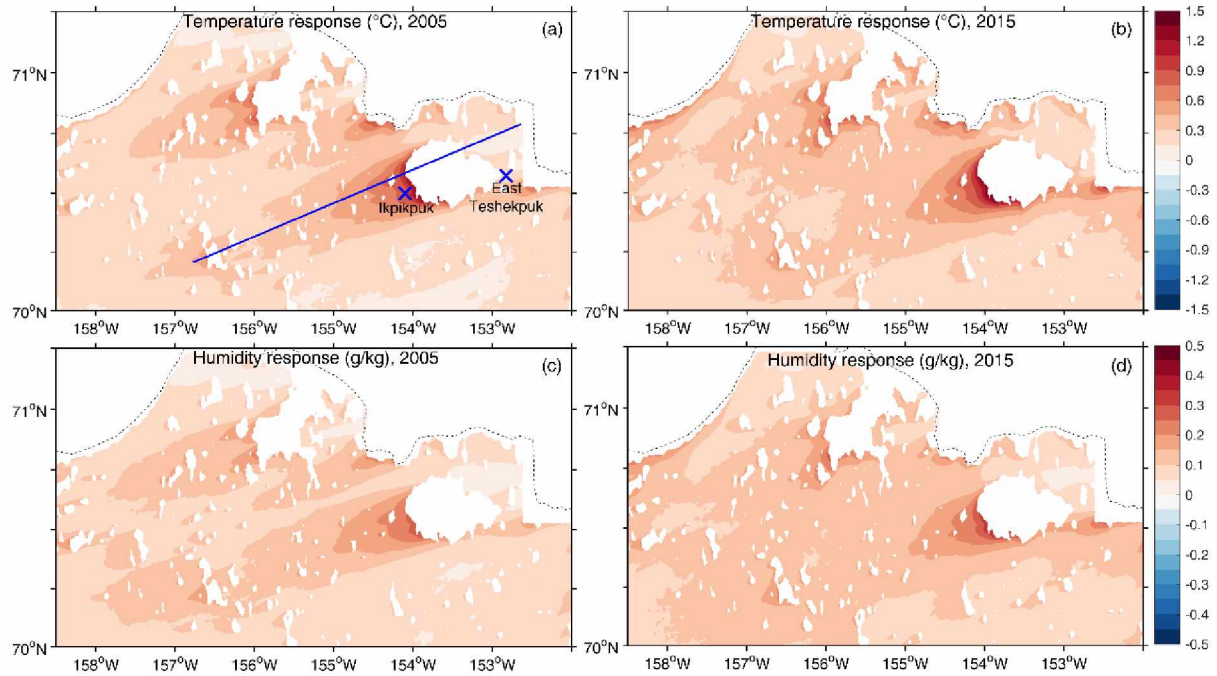 Temperature response (°C), 2005 (a)
Temperature response (°C), 2015 (b)
71°N
70°N
Ikpikpuk
East
Teshekpuk
158°W 157°W 156°W 155°W 154°W 153°W
158°W 157°W 156°W 155°W 154°W 153°W
1.5
1.2
0.9
0.6
0.3
0
-0.3
-0.6
-0.9
-1.2
-1.5
Humidity response (g/kg), 2005 (c)
Humidity response (g/kg), 2015 (d)
71°N
70°N
158°W 157°W 156°W 155°W 154°W 153°W
158°W 157°W 156°W 155°W 154°W 153°W
0.5
0.4
0.3
0.2
0.1
0
-0.1
-0.2
-0.3
-0.4
-0.5